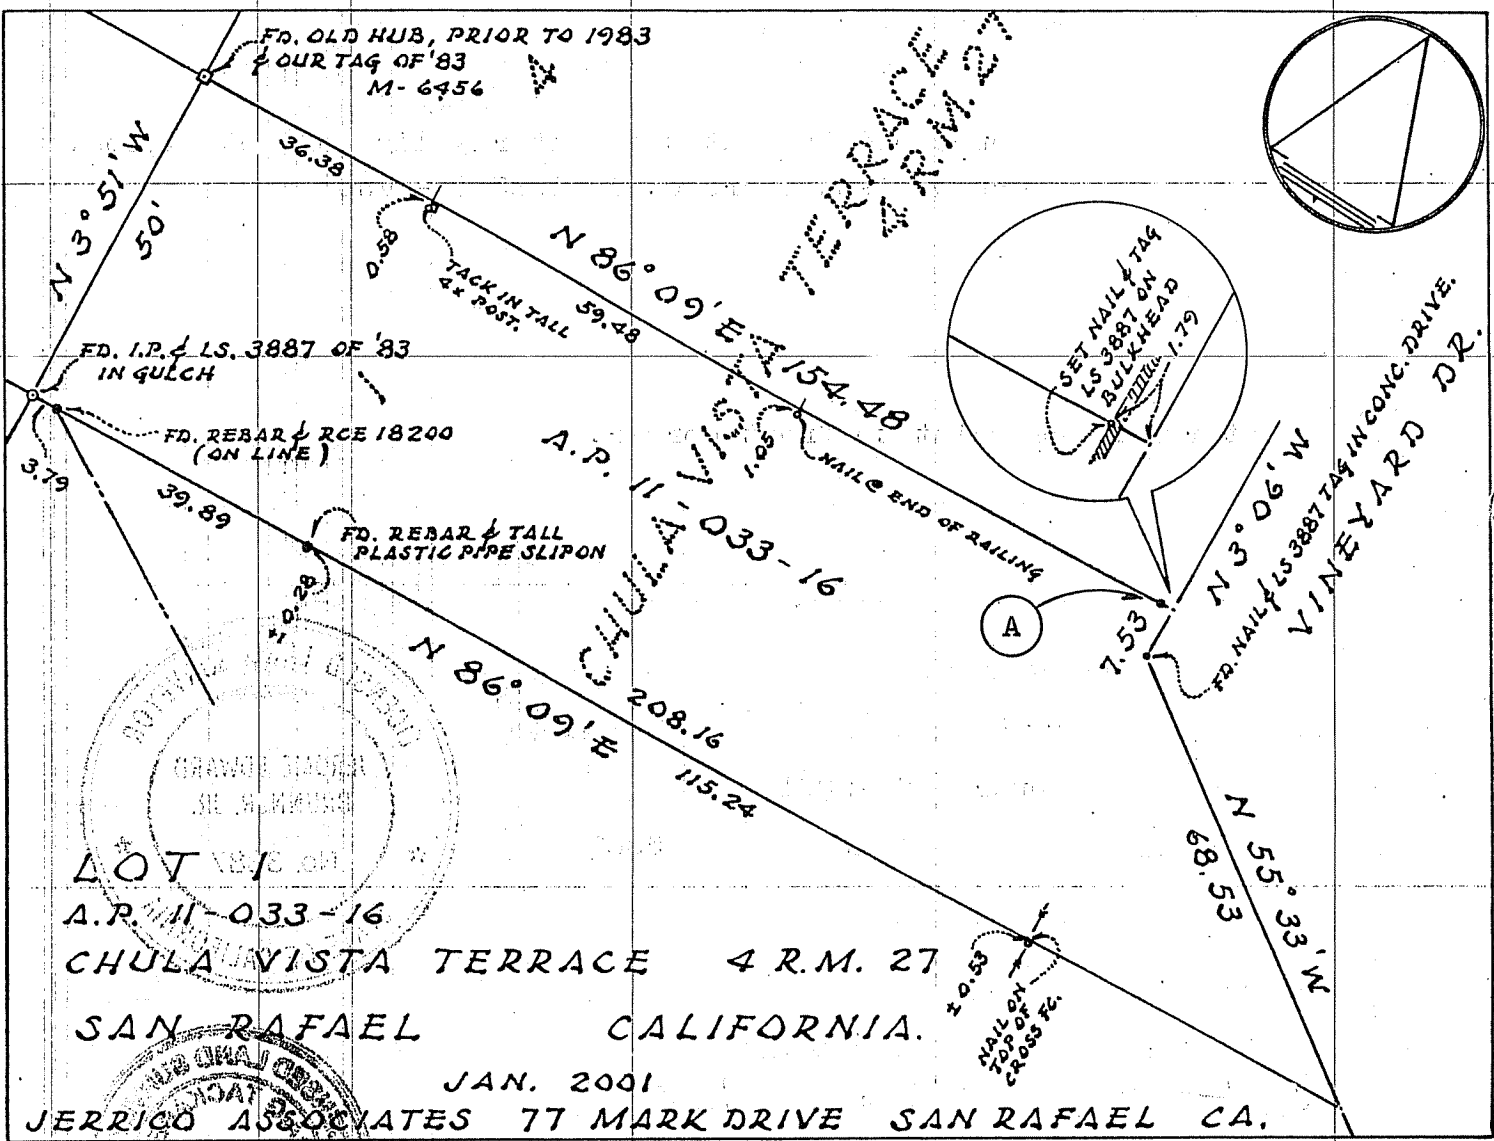 FD. OLD HUB, PRIOR TO 1983
& OUR TAG OF '83
M-6456
4
TERRACE
4 R.M. 27
N 3° 51' W
50'
36.38
0.58
TACK IN TALL
4X POST.
N 86° 09' E
154.48
59.48
SET NAIL & TAG
LS 3887 ON
BULKHEAD
1.79
FD. I.P. & LS. 3887 OF '83
IN GULCH
1
FD. REBAR & RCE 18200
(ON LINE)
3.79
39.89
A.P. 11 033-16
1.05
NAIL @ END OF RAILING
CHULA VISTA
FD. REBAR & TALL
PLASTIC PIPE SLIPON
0.28
A
7.53
N 3° 06' W
FD. NAIL & LS 3887 TAG IN CONC. DRIVE.
VINEYARD DR.
N 86° 09' E
208.16
115.24
N 55° 33' W
68.53
± 0.53
NAIL ON
TOP OF
CROSS FC.
LOT 1
A.P. 11-033-16
CHULA VISTA TERRACE 4 R.M. 27
SAN RAFAEL CALIFORNIA.
JAN. 2001
JERRICO ASSOCIATES 77 MARK DRIVE SAN RAFAEL CA.